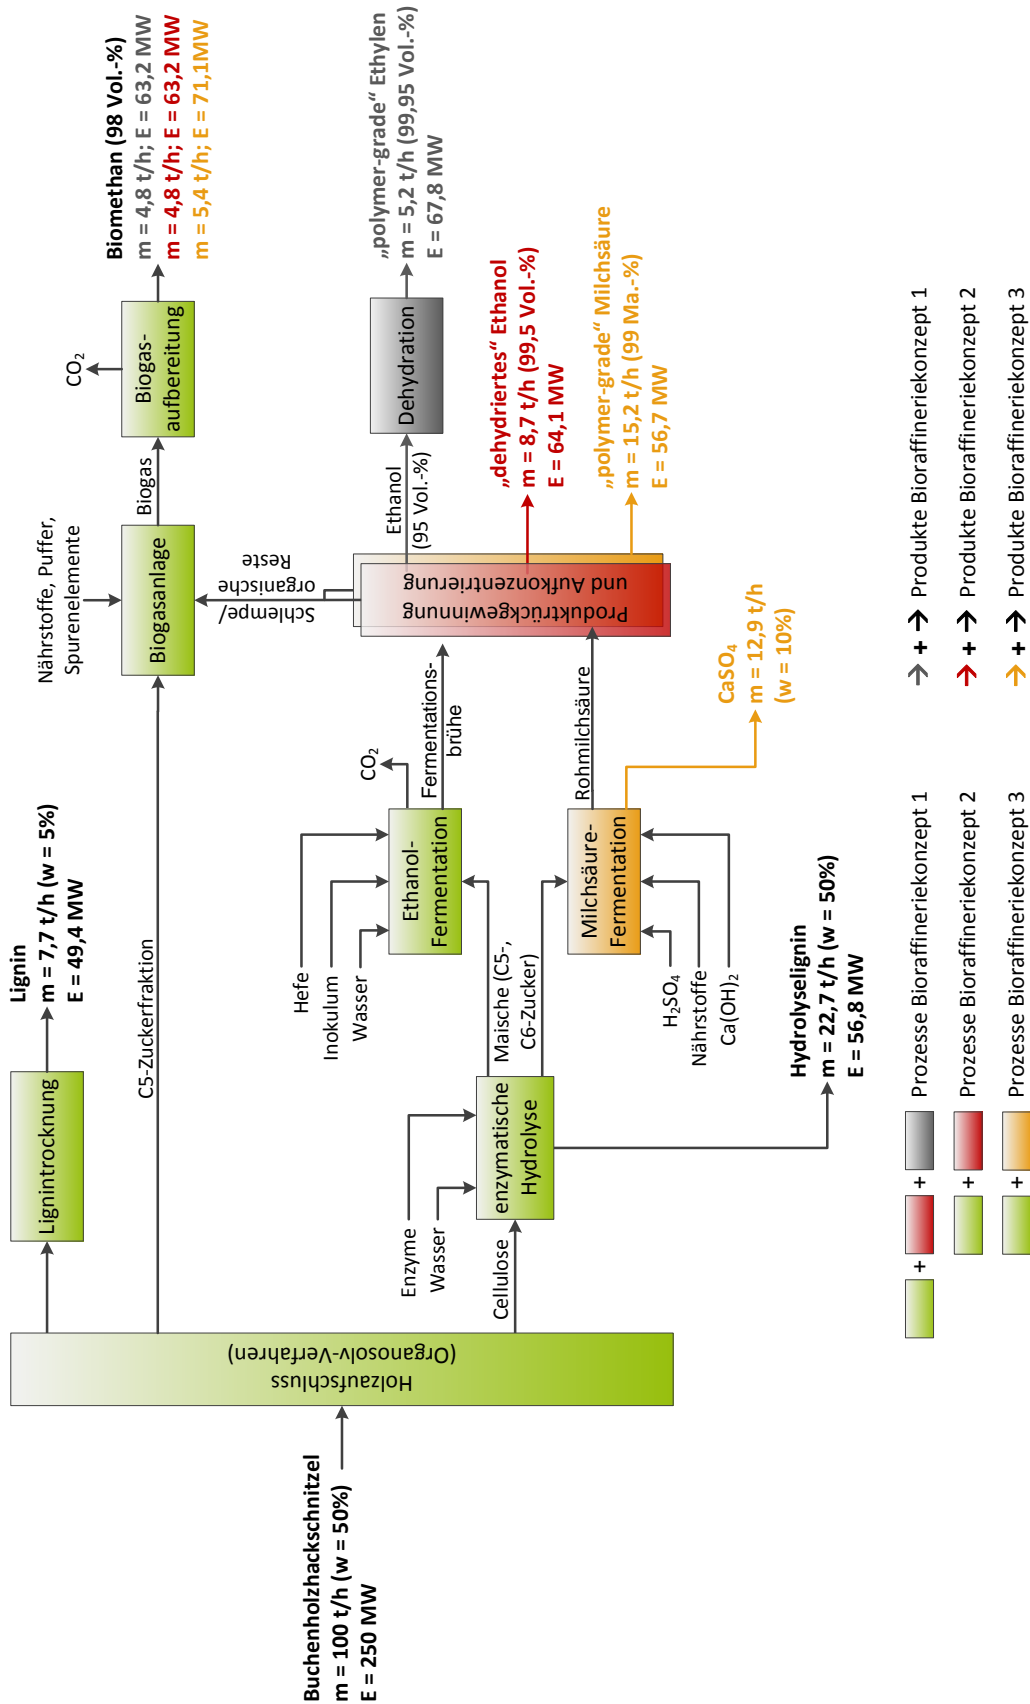 Buchenholzhackschnitzel
m = 100 t/h (w = 50%)
E = 250 MW
Holzaufschluss
(Organosolv-Verfahren)
Lignintrocknung
Lignin
m = 7,7 t/h (w = 5%)
E = 49,4 MW
C5-Zuckerfraktion
Cellulose
Enzyme
Wasser
enzymatische
Hydrolyse
Hydrolyselignin
m = 22,7 t/h (w = 50%)
E = 56,8 MW
Maische (C5-,
C6-Zucker)
Hefe
Inokulum
Wasser
Ethanol-
Fermentation
CO₂
Fermentations-
brühe
H₂SO₄
Nährstoffe
Ca(OH)₂
Milchsäure-
Fermentation
Rohmilchsäure
CaSO₄
m = 12,9 t/h
(w = 10%)
Produktrückgewinnung
und Aufkonzentrierung
Schlempe/
organische
Reste
Nährstoffe, Puffer,
Spurenelemente
Biogasanlage
Biogas
Biogas-
aufbereitung
CO₂
Biomethan (98 Vol.-%)
m = 4,8 t/h; E = 63,2 MW
m = 4,8 t/h; E = 63,2 MW
m = 5,4 t/h; E = 71,1MW
Ethanol
(95 Vol.-%)
Dehydration
„polymer-grade“ Ethylen
m = 5,2 t/h (99,95 Vol.-%)
E = 67,8 MW
„dehydriertes“ Ethanol
m = 8,7 t/h (99,5 Vol.-%)
E = 64,1 MW
„polymer-grade“ Milchsäure
m = 15,2 t/h (99 Ma.-%)
E = 56,7 MW
+ + Prozesse Bioraffineriekonzept 1
+ Prozesse Bioraffineriekonzept 2
+ Prozesse Bioraffineriekonzept 3
→ + → Produkte Bioraffineriekonzept 1
→ + → Produkte Bioraffineriekonzept 2
→ + → Produkte Bioraffineriekonzept 3